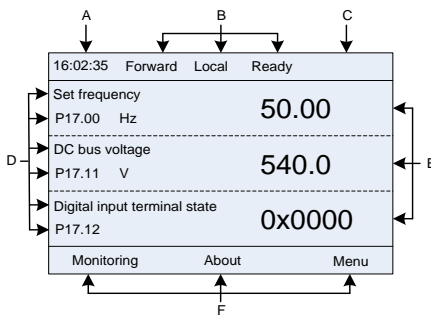 A B C
16:02:35 Forward Local Ready
Set frequency
P17.00 Hz 50.00
DC bus voltage
P17.11 V 540.0
D E
Digital input terminal state
P17.12 0x0000
Monitoring About Menu
F